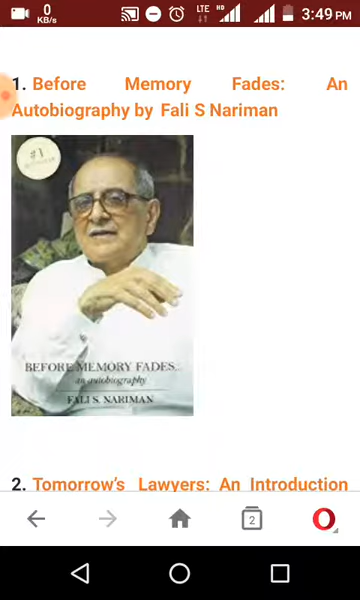 0
KB/s
LTE
HD
3:49 PM
1. Before Memory Fades: An
Autobiography by Fali S Nariman
#1
BEFORE MEMORY FADES...
an autobiography
FALI S. NARIMAN
2. Tomorrow's Lawyers: An Introduction
2